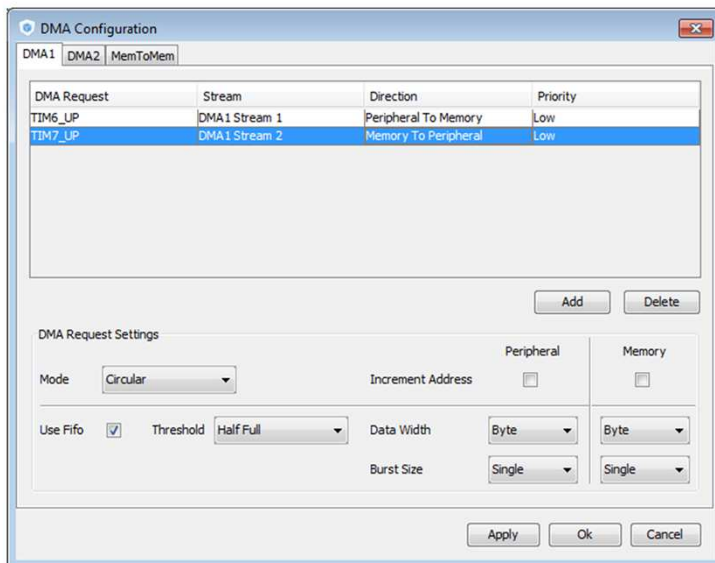 DMA Configuration
DMA1 DMA2 MemToMem
DMA Request Stream Direction Priority
TIM6_UP DMA1 Stream 1 Peripheral To Memory Low
TIM7_UP DMA1 Stream 2 Memory To Peripheral Low
Add Delete
DMA Request Settings
Peripheral Memory
Mode Circular Increment Address
Use Fifo Threshold Half Full Data Width Byte Byte
Burst Size Single Single
Apply Ok Cancel